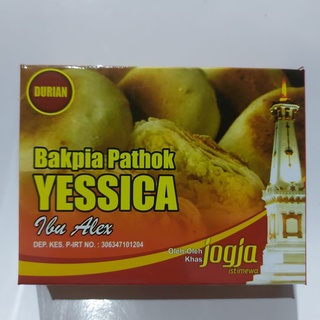 DURIAN
Bakpia Pathok
YESSICA
Ibu Alex
DEP. KES. P-IRT NO. : 306347101204
Oleh-Oleh
Khas
jogja
istimewa